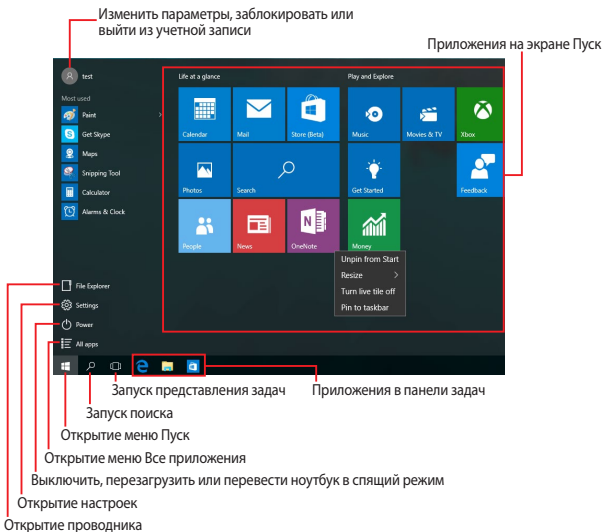 Изменить параметры, заблокировать или
выйти из учетной записи
Приложения на экране Пуск
test
Life at a glance
Play and Explore
Most used
Paint
Get Skype
Maps
Snipping Tool
Calculator
Alarms & Clock
Calendar
Mail
Store (Beta)
Music
Movies & TV
Xbox
Photos
Search
Get Started
Feedback
People
News
OneNote
Money
Unpin from Start
Resize
Turn live tile off
Pin to taskbar
File Explorer
Settings
Power
All apps
Запуск представления задач
Приложения в панели задач
Запуск поиска
Открытие меню Пуск
Открытие меню Все приложения
Выключить, перезагрузить или перевести ноутбук в спящий режим
Открытие настроек
Открытие проводника